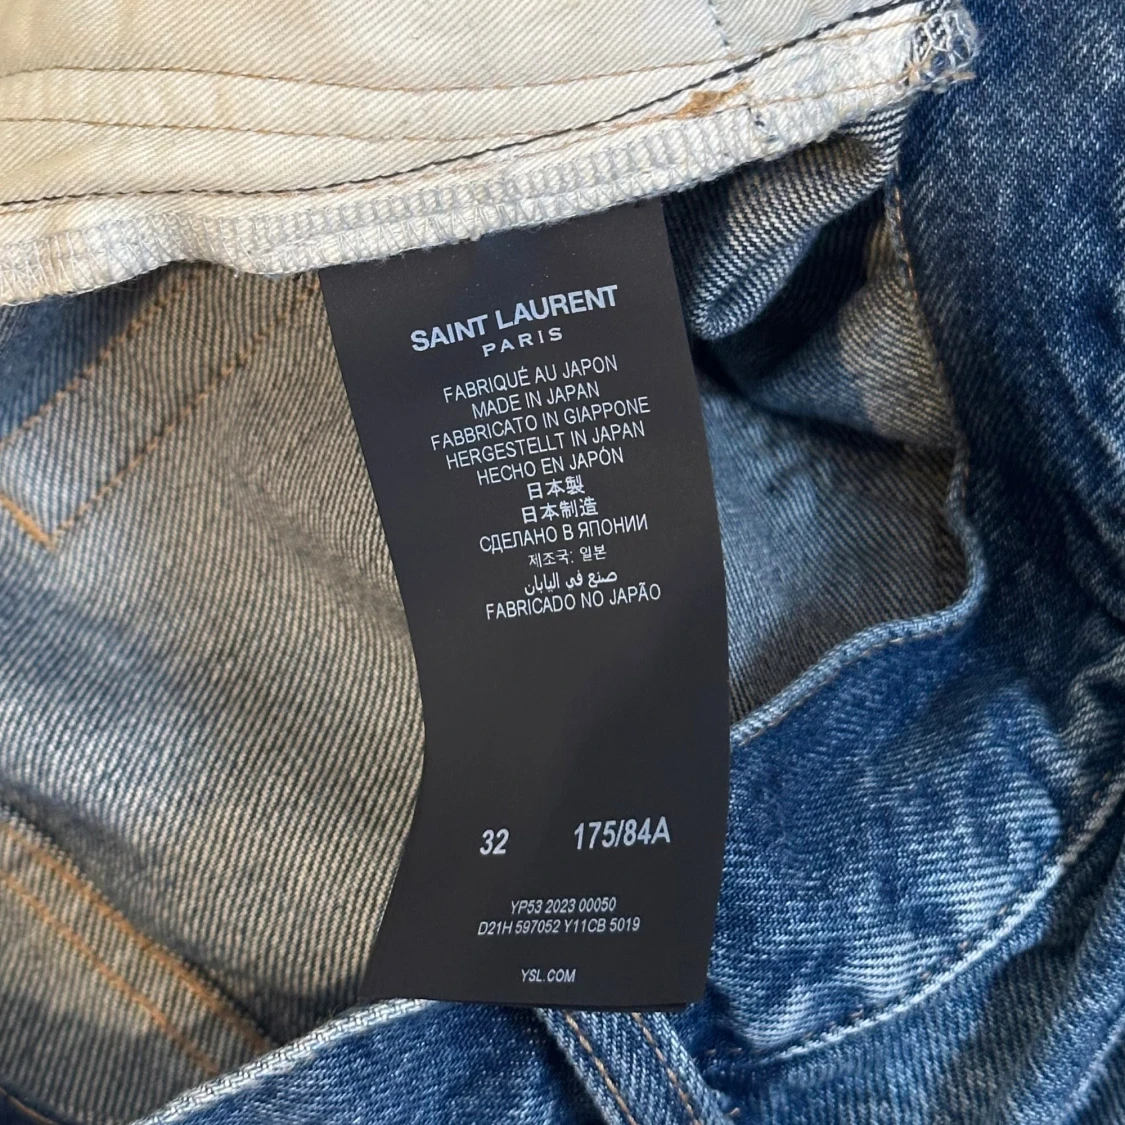 SAINT LAURENT
PARIS
FABRIQUÉ AU JAPON
MADE IN JAPAN
FABBRICATO IN GIAPPONE
HERGESTELLT IN JAPAN
HECHO EN JAPÓN
日本製
日本制造
СДЕЛАНО В ЯПОНИИ
제조국: 일본
صنع في اليابان
FABRICADO NO JAPÃO
32 175/84A
YP53 2023 00050
D21H 597052 Y11CB 5019
YSL.COM